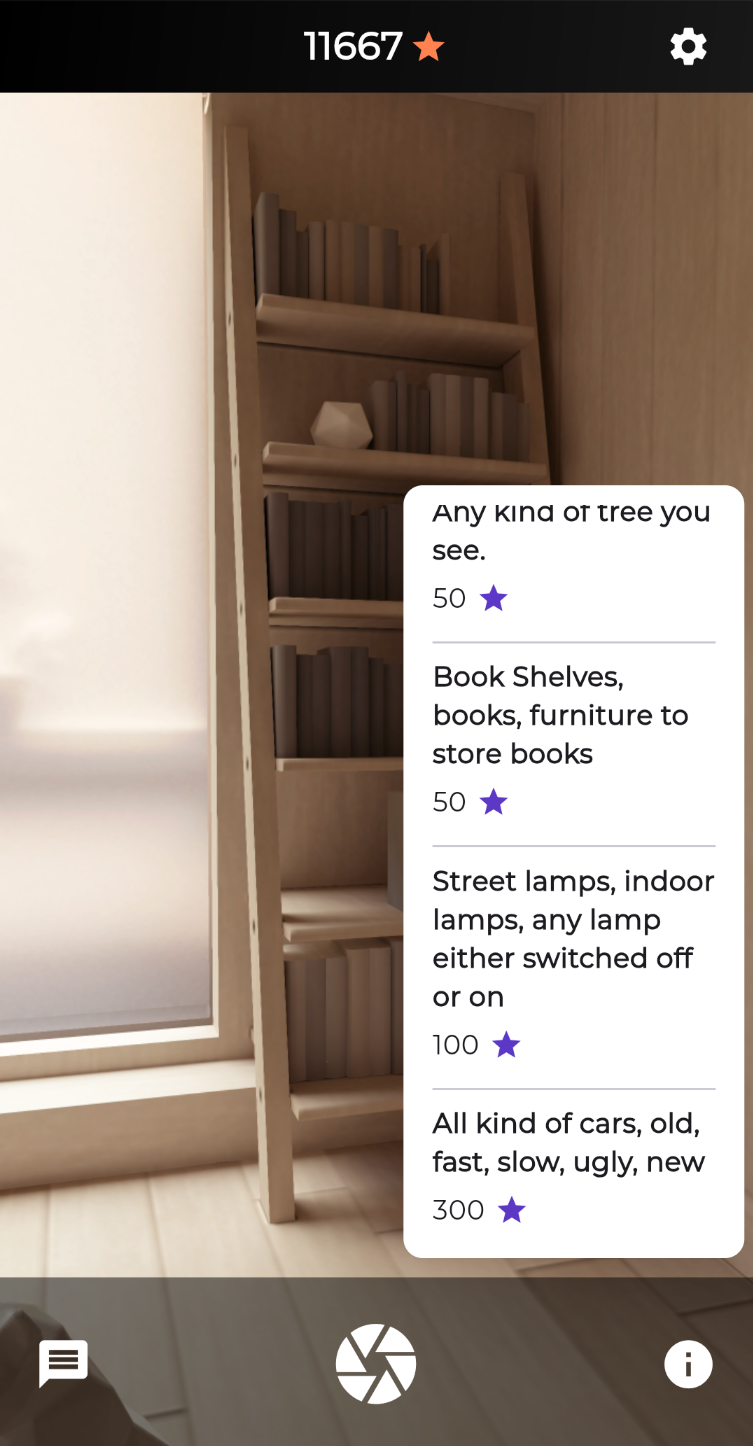 11667
Any kind of tree you
see.
50
Book Shelves,
books, furniture to
store books
50
Street lamps, indoor
lamps, any lamp
either switched off
or on
100
All kind of cars, old,
fast, slow, ugly, new
300